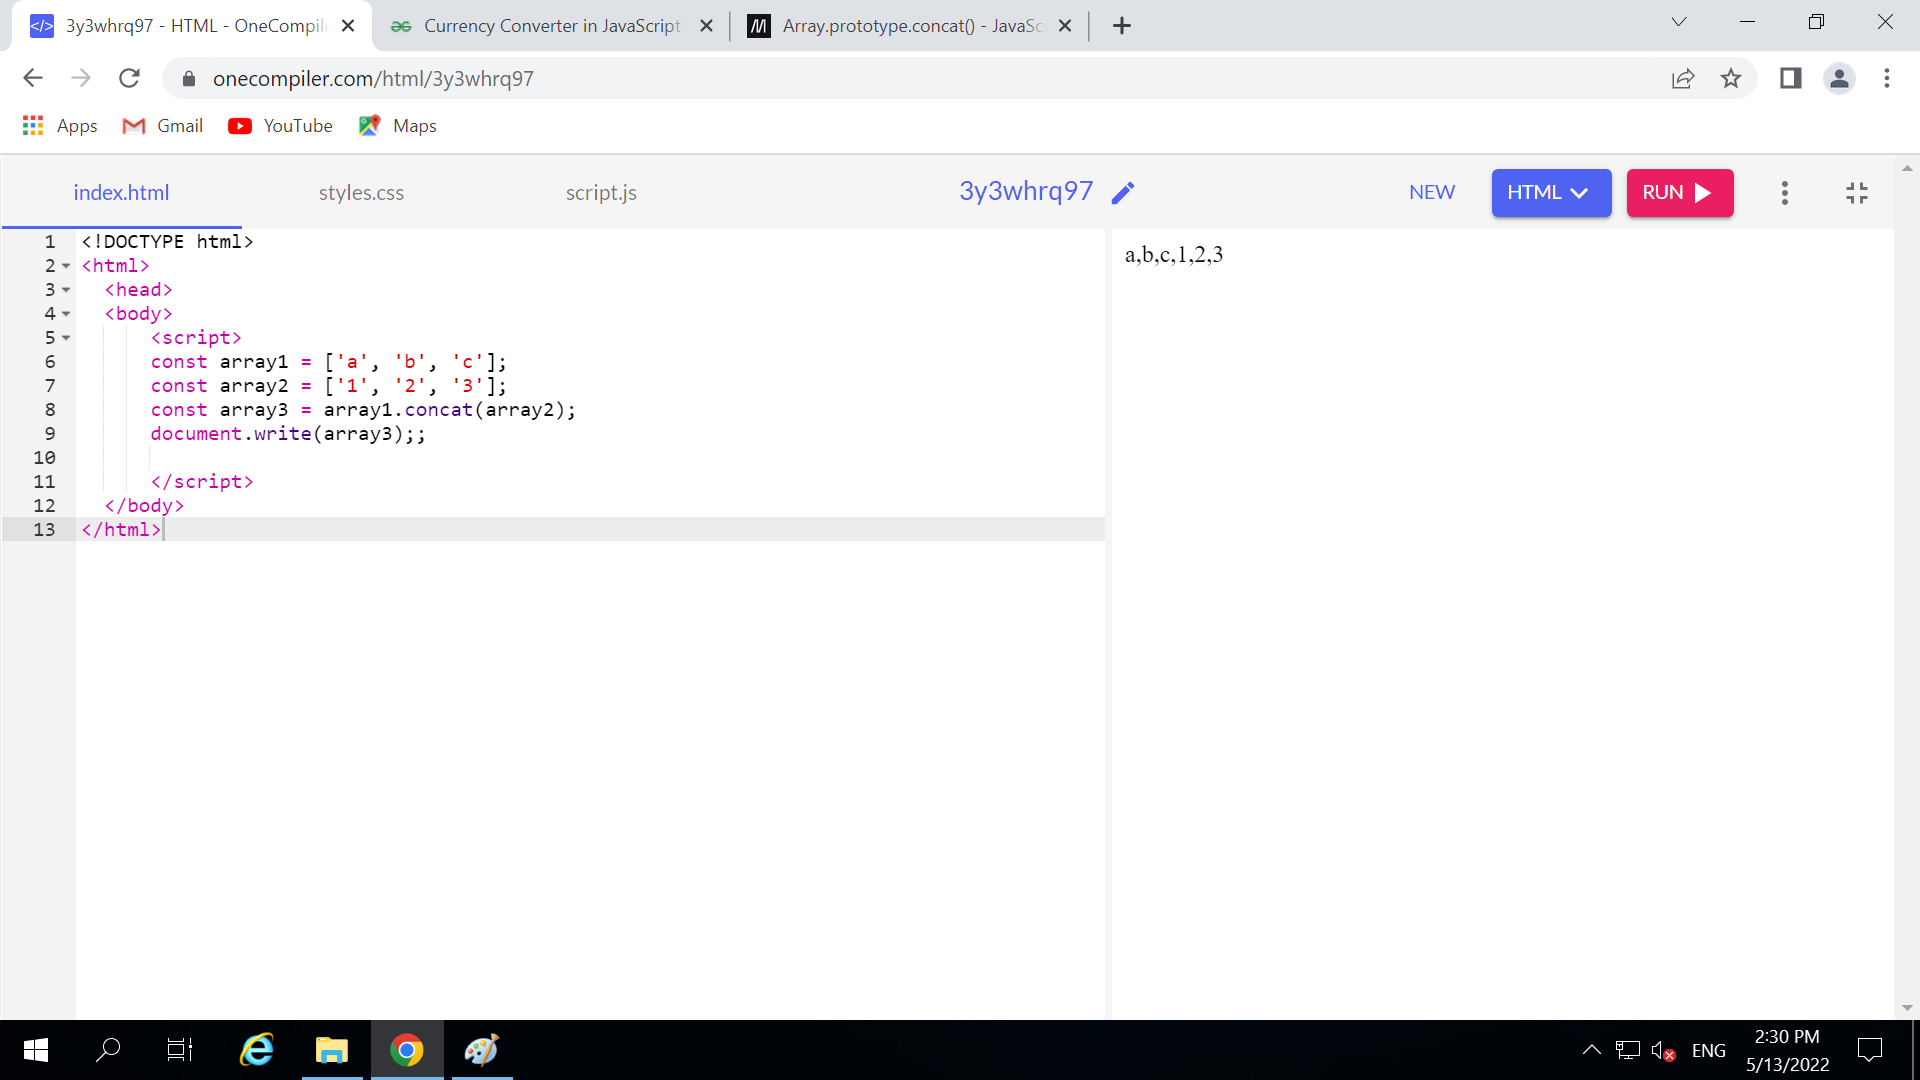 3y3whrq97 - HTML - OneCompile
Currency Converter in JavaScript
Array.prototype.concat() - JavaSc
onecompiler.com/html/3y3whrq97
Apps
Gmail
YouTube
Maps
index.html
styles.css
script.js
3y3whrq97
NEW
HTML
RUN
1 <!DOCTYPE html>
2 <html>
3 <head>
4 <body>
5 <script>
6 const array1 = ['a', 'b', 'c'];
7 const array2 = ['1', '2', '3'];
8 const array3 = array1.concat(array2);
9 document.write(array3);;
10
11 </script>
12 </body>
13 </html>
a,b,c,1,2,3
ENG
2:30 PM
5/13/2022